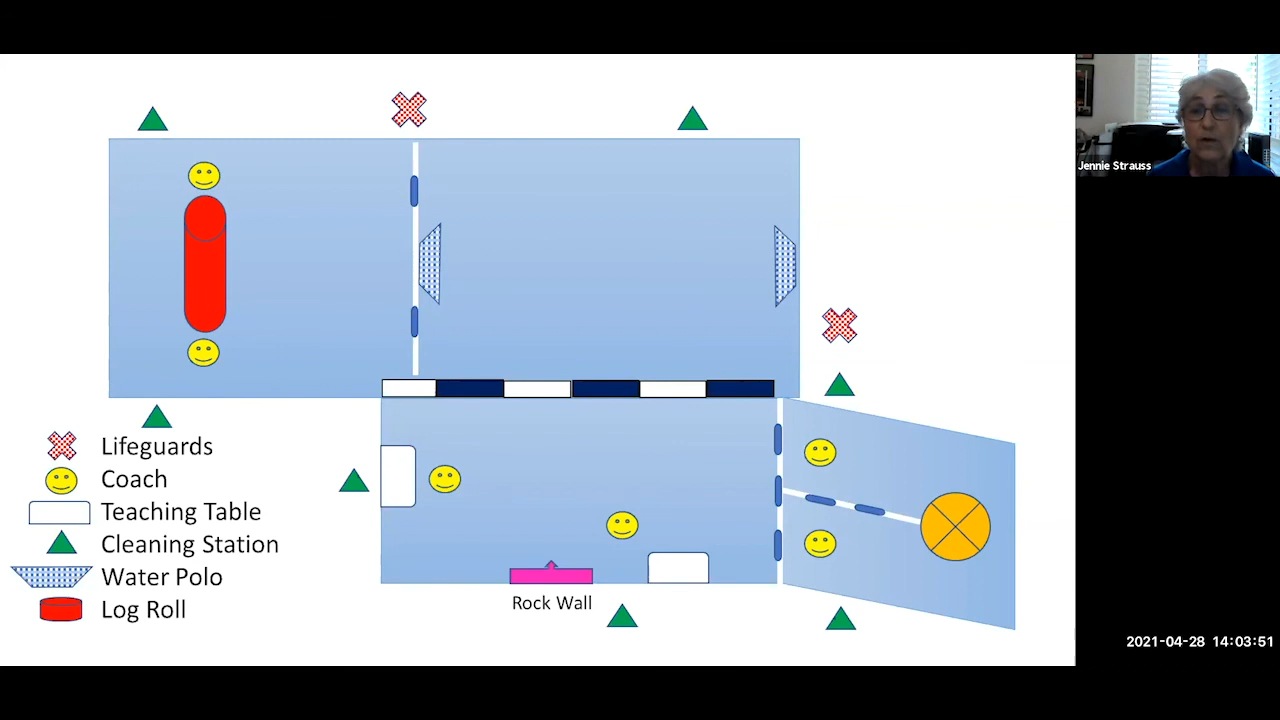 Jennie Strauss
Lifeguards
Coach
Teaching Table
Cleaning Station
Water Polo
Log Roll
Rock Wall
2021-04-28 14:03:51